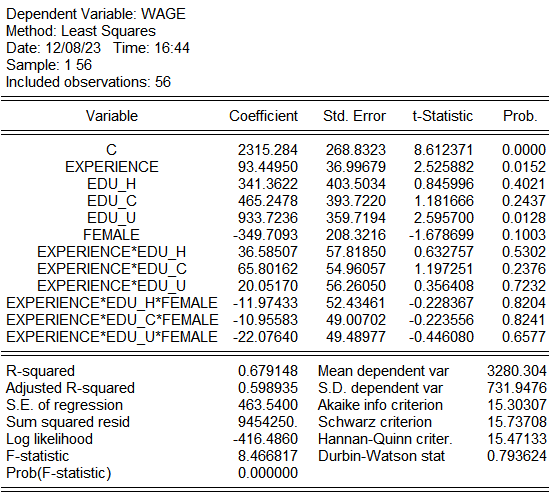 Dependent Variable: WAGE
Method: Least Squares
Date: 12/08/23 Time: 16:44
Sample: 1 56
Included observations: 56
Variable Coefficient Std. Error t-Statistic Prob.
C 2315.284 268.8323 8.612371 0.0000
EXPERIENCE 93.44950 36.99679 2.525882 0.0152
EDU_H 341.3622 403.5034 0.845996 0.4021
EDU_C 465.2478 393.7220 1.181666 0.2437
EDU_U 933.7236 359.7194 2.595700 0.0128
FEMALE -349.7093 208.3216 -1.678699 0.1003
EXPERIENCE*EDU_H 36.58507 57.81850 0.632757 0.5302
EXPERIENCE*EDU_C 65.80162 54.96057 1.197251 0.2376
EXPERIENCE*EDU_U 20.05170 56.26050 0.356408 0.7232
EXPERIENCE*EDU_H*FEMALE -11.97433 52.43461 -0.228367 0.8204
EXPERIENCE*EDU_C*FEMALE -10.95583 49.00702 -0.223556 0.8241
EXPERIENCE*EDU_U*FEMALE -22.07640 49.48977 -0.446080 0.6577
R-squared 0.679148 Mean dependent var 3280.304
Adjusted R-squared 0.598935 S.D. dependent var 731.9476
S.E. of regression 463.5400 Akaike info criterion 15.30307
Sum squared resid 9454250. Schwarz criterion 15.73708
Log likelihood -416.4860 Hannan-Quinn criter. 15.47133
F-statistic 8.466817 Durbin-Watson stat 0.793624
Prob(F-statistic) 0.000000